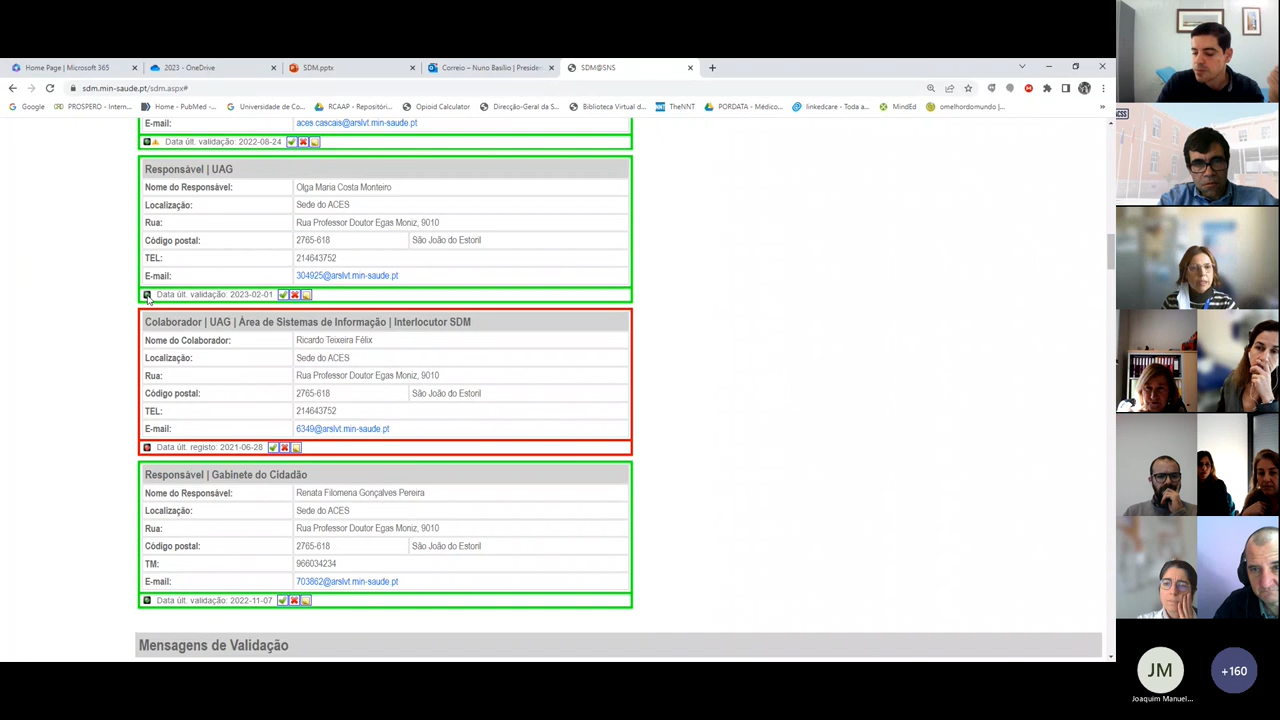 Home Page | Microsoft 365
2023 - OneDrive
SDM.pptx
Correio – Nuno Basílio | Presiden
SDM@SNS
sdm.min-saude.pt/sdm.aspx#
Google
PROSPERO - Intern...
Home - PubMed -...
Universidade de Co...
RCAAP - Repositóri...
Opioid Calculator
Direcção-Geral da S...
Biblioteca Virtual d...
TheNNT
PORDATA - Médico...
linkedcare - Toda a...
MindEd
omelhordomundo j...
E-mail: aces.cascais@arslvt.min-saude.pt
Data últ. validação: 2022-08-24
Responsável | UAG
Nome do Responsável: Olga Maria Costa Monteiro
Localização: Sede do ACES
Rua: Rua Professor Doutor Egas Moniz, 9010
Código postal: 2765-618 São João do Estoril
TEL: 214643752
E-mail: 304925@arslvt.min-saude.pt
Data últ. validação: 2023-02-01
Colaborador | UAG | Área de Sistemas de Informação | Interlocutor SDM
Nome do Colaborador: Ricardo Teixeira Félix
Localização: Sede do ACES
Rua: Rua Professor Doutor Egas Moniz, 9010
Código postal: 2765-618 São João do Estoril
TEL: 214643752
E-mail: 6349@arslvt.min-saude.pt
Data últ. registo: 2021-06-28
Responsável | Gabinete do Cidadão
Nome do Responsável: Renata Filomena Gonçalves Pereira
Localização: Sede do ACES
Rua: Rua Professor Doutor Egas Moniz, 9010
Código postal: 2765-618 São João do Estoril
TM: 966034234
E-mail: 703862@arslvt.min-saude.pt
Data últ. validação: 2022-11-07
Mensagens de Validação
JM
+160
Joaquim Manuel...